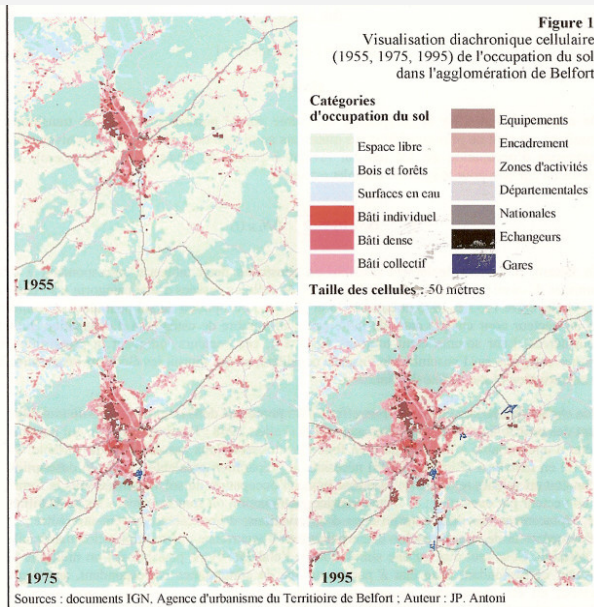 Figure 1
Visualisation diachronique cellulaire
(1955, 1975, 1995) de l'occupation du sol
dans l'agglomération de Belfort
Catégories
d'occupation du sol
Espace libre
Bois et forêts
Surfaces en eau
Bâti individuel
Bâti dense
Bâti collectif
Equipements
Encadrement
Zones d'activités
Départementales
Nationales
Echangeurs
Gares
Taille des cellules : 50 mètres
1955
1975
1995
Sources : documents IGN, Agence d'urbanisme du Territioire de Belfort ; Auteur : JP. Antoni